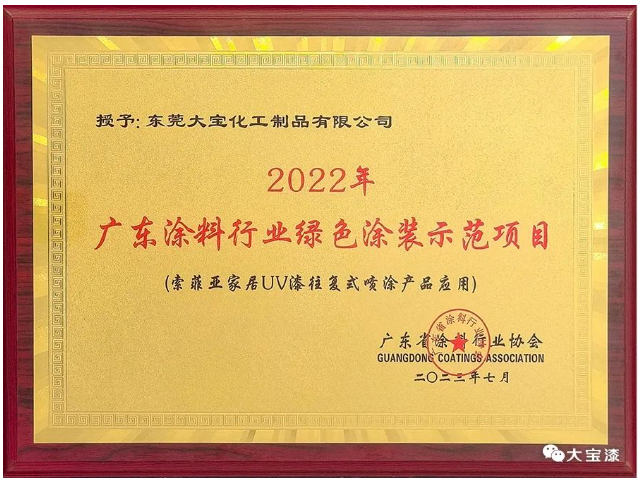 授予:东莞大宝化工制品有限公司
2022年
广东涂料行业绿色涂装示范项目
(索菲亚家居UV漆往复式喷涂产品应用)
广东省涂料行业协会
GUANGDONG COATINGS ASSOCIATION
二〇二三年七月
大宝漆